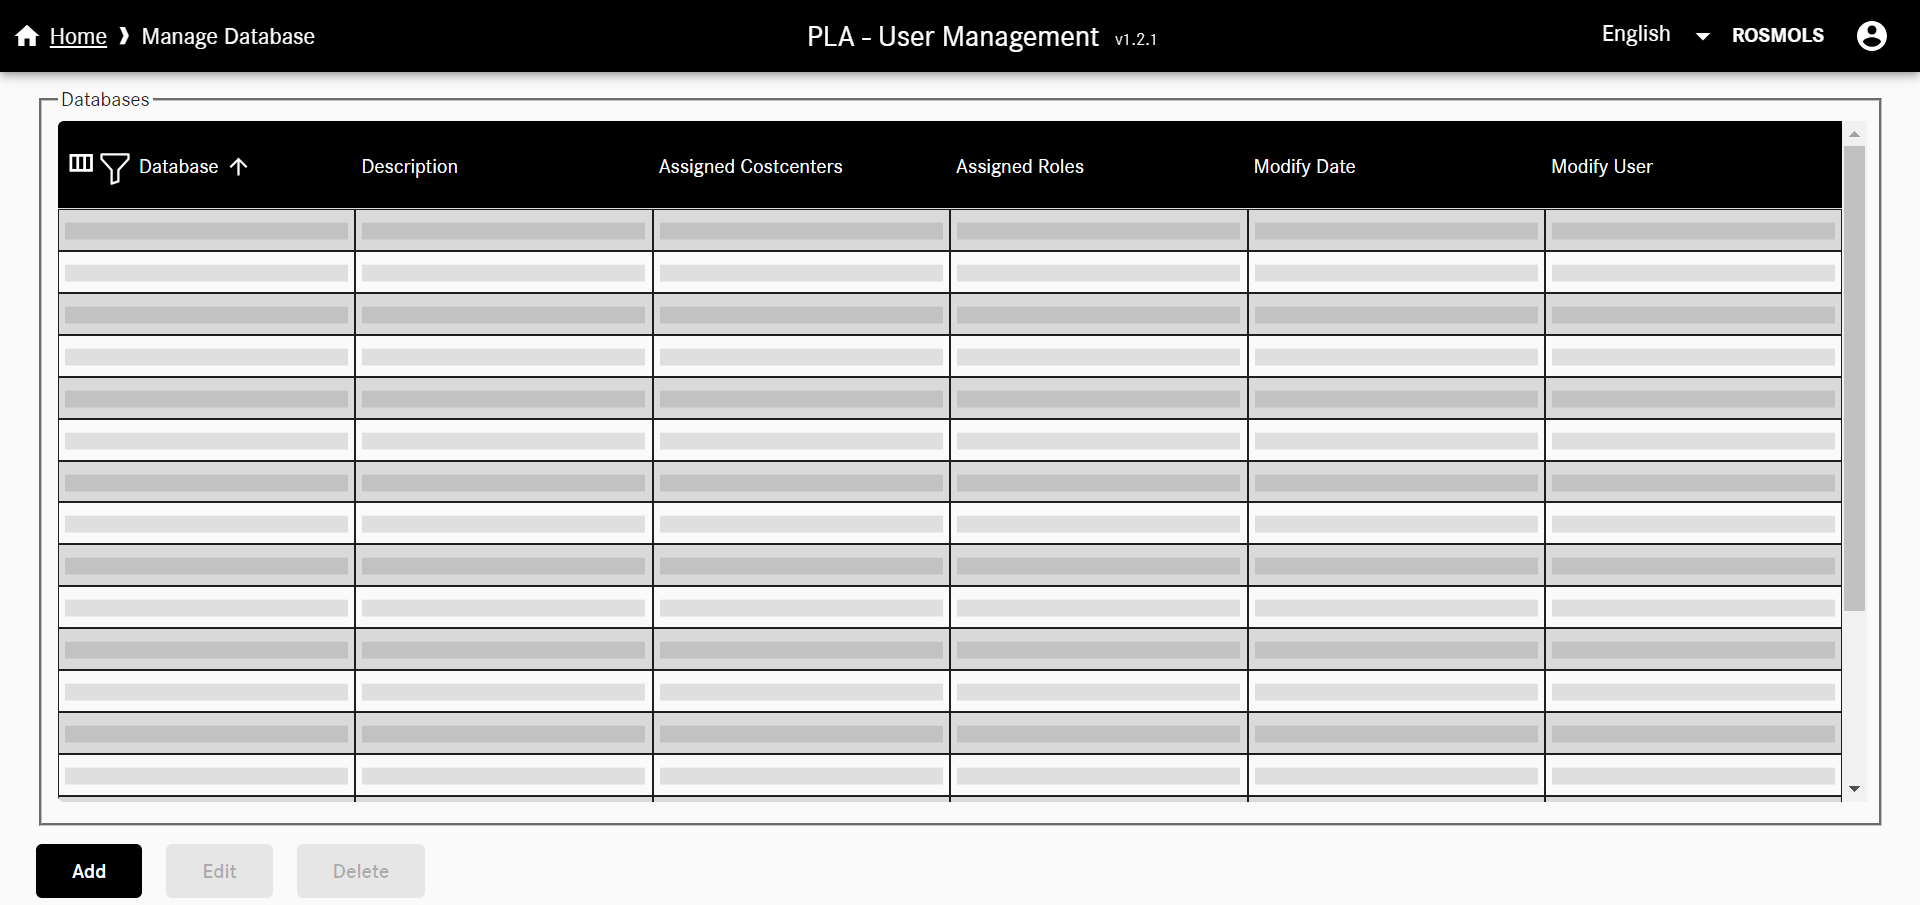 Home ❱ Manage Database
PLA - User Management v1.2.1
English
ROSMOLS
Databases
Database Description Assigned Costcenters Assigned Roles Modify Date Modify User
Add Edit Delete